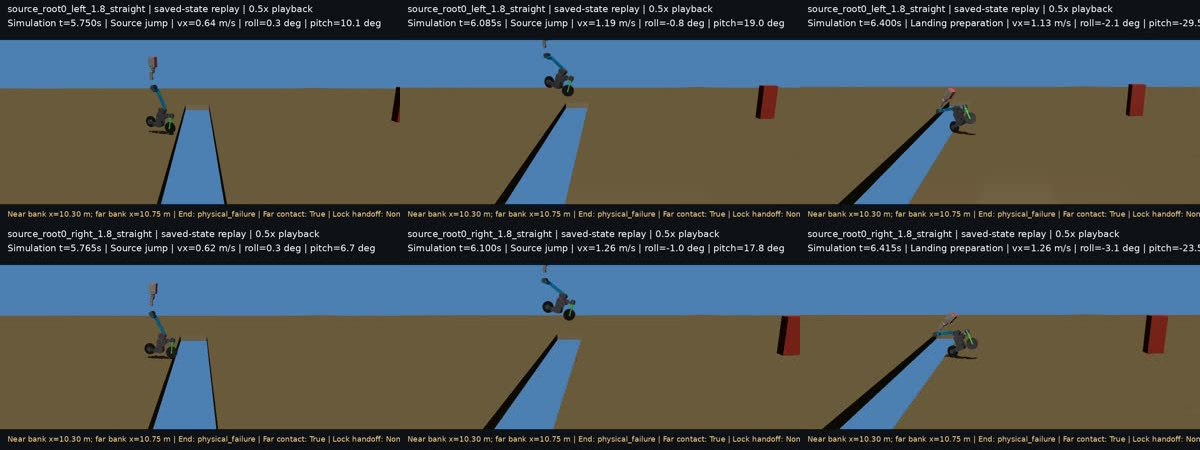 source_root0_left_1.8_straight | saved-state replay | 0.5x playback
Simulation t=5.750s | Source jump | vx=0.64 m/s | roll=0.3 deg | pitch=10.1 deg
Near bank x=10.30 m; far bank x=10.75 m | End: physical_failure | Far contact: True | Lock handoff: Non
source_root0_left_1.8_straight | saved-state replay | 0.5x playback
Simulation t=6.085s | Source jump | vx=1.19 m/s | roll=-0.8 deg | pitch=19.0 deg
Near bank x=10.30 m; far bank x=10.75 m | End: physical_failure | Far contact: True | Lock handoff: Non
source_root0_left_1.8_straight | saved-state replay | 0.5x playback
Simulation t=6.400s | Landing preparation | vx=1.13 m/s | roll=-2.1 deg | pitch=-29.5
Near bank x=10.30 m; far bank x=10.75 m | End: physical_failure | Far contact: True | Lock handoff: Non
source_root0_right_1.8_straight | saved-state replay | 0.5x playback
Simulation t=5.765s | Source jump | vx=0.62 m/s | roll=0.3 deg | pitch=6.7 deg
Near bank x=10.30 m; far bank x=10.75 m | End: physical_failure | Far contact: True | Lock handoff: Non
source_root0_right_1.8_straight | saved-state replay | 0.5x playback
Simulation t=6.100s | Source jump | vx=1.26 m/s | roll=-1.0 deg | pitch=17.8 deg
Near bank x=10.30 m; far bank x=10.75 m | End: physical_failure | Far contact: True | Lock handoff: Non
source_root0_right_1.8_straight | saved-state replay | 0.5x playback
Simulation t=6.415s | Landing preparation | vx=1.26 m/s | roll=-3.1 deg | pitch=-23.5
Near bank x=10.30 m; far bank x=10.75 m | End: physical_failure | Far contact: True | Lock handoff: Non